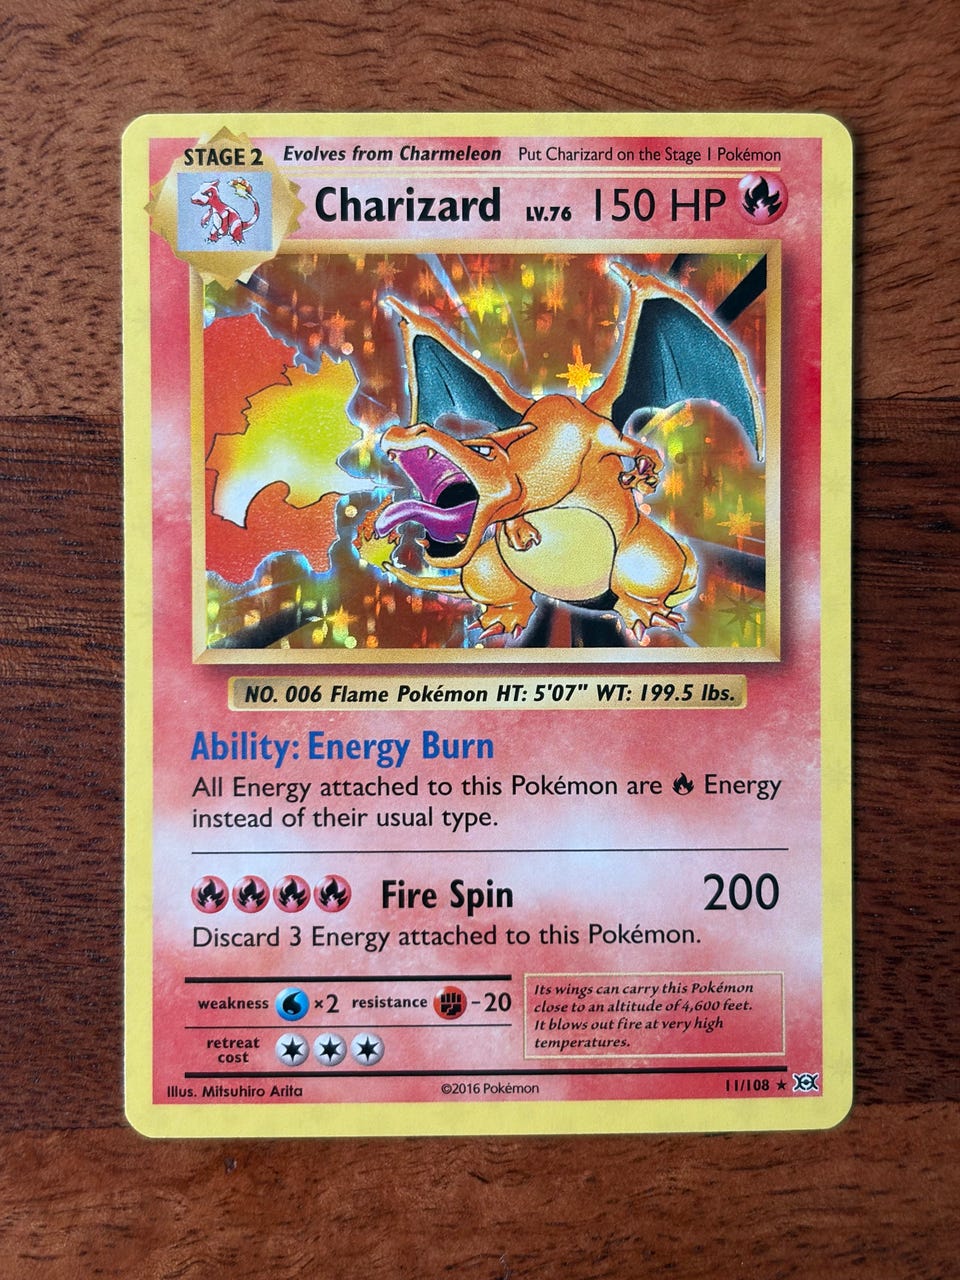 STAGE 2 Evolves from Charmeleon Put Charizard on the Stage 1 Pokémon
Charizard LV.76 150 HP
NO. 006 Flame Pokémon HT: 5'07" WT: 199.5 lbs.
Ability: Energy Burn
All Energy attached to this Pokémon are Energy
instead of their usual type.
Fire Spin 200
Discard 3 Energy attached to this Pokémon.
weakness ×2 resistance -20
retreat
cost
Its wings can carry this Pokémon
close to an altitude of 4,600 feet.
It blows out fire at very high
temperatures.
Illus. Mitsuhiro Arita ©2016 Pokémon 11/108 ★